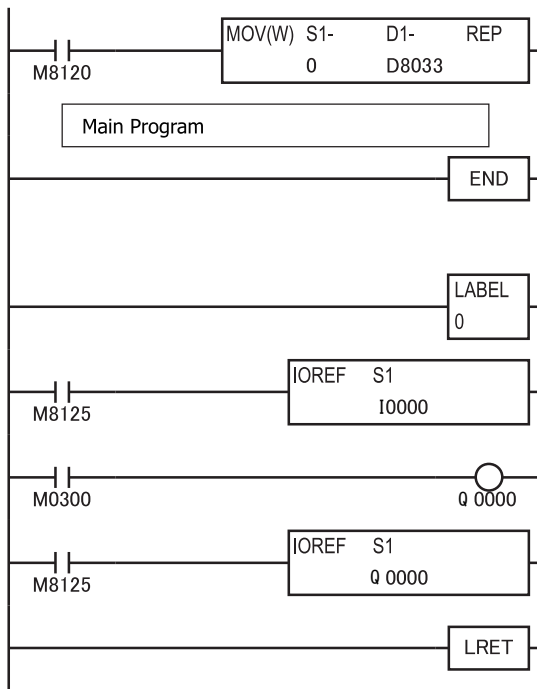 MOV(W) S1- D1- REP
0 D8033
M8120
Main Program
END
LABEL
0
IOREF S1
I0000
M8125
M0300
Q 0000
IOREF S1
Q 0000
M8125
LRET